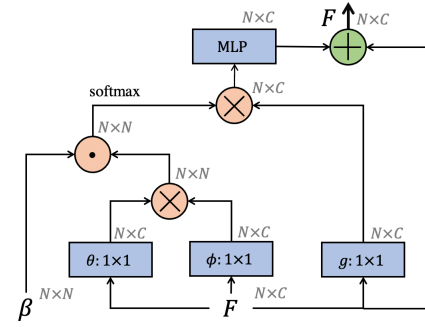 F N×C
N×C
MLP
N×C
softmax
N×N
N×N
N×C N×C N×C
θ: 1×1 ϕ: 1×1 g: 1×1
β N×N F N×C